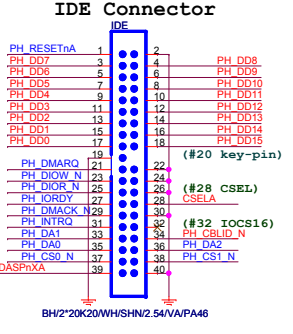 IDE Connector
IDE
PH_RESETnA 1 2
PH_DD7 3 4 PH_DD8
PH_DD6 5 6 PH_DD9
PH_DD5 7 8 PH_DD10
PH_DD4 9 10 PH_DD11
PH_DD3 11 12 PH_DD12
PH_DD2 13 14 PH_DD13
PH_DD1 15 16 PH_DD14
PH_DD0 17 18 PH_DD15
19 (#20 key-pin)
PH_DMARQ 21 22
PH_DIOW_N 23 24
PH_DIOR_N 25 26 (#28 CSEL)
PH_IORDY 27 28 CSELA
PH_DMACK_N 29 30
PH_INTRQ 31 32 (#32 IOCS16)
PH_DA1 33 34 PH_CBLID_N
PH_DA0 35 36 PH_DA2
PH_CS0_N 37 38 PH_CS1_N
DASPnXA 39 40
BH/2*20K20/WH/SHN/2.54/VA/PA46